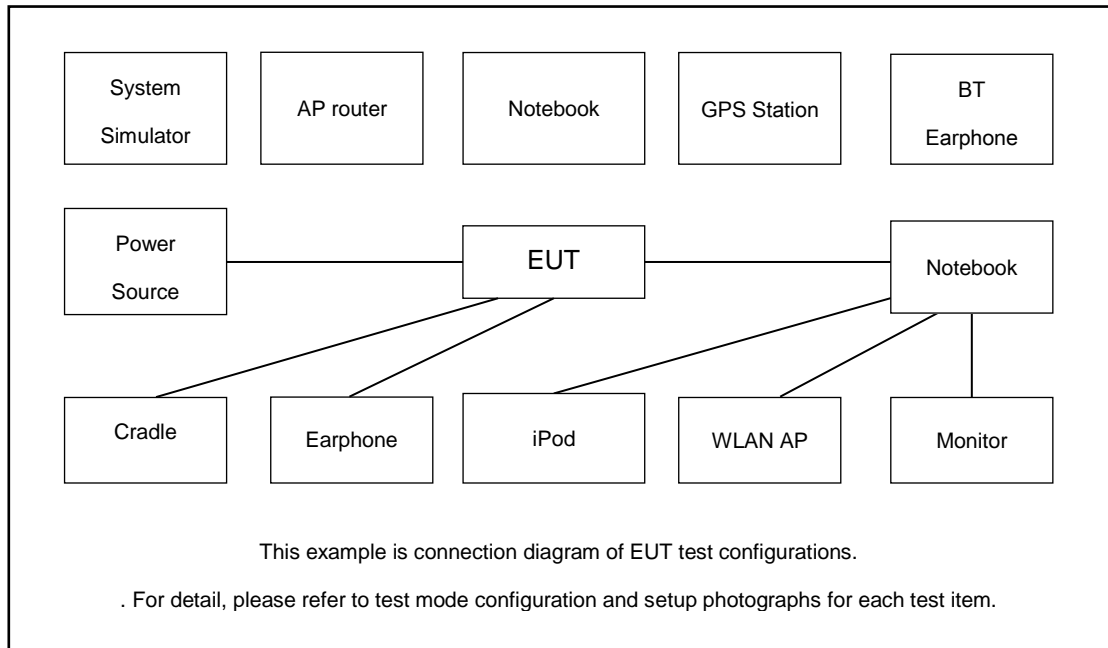 System
Simulator
AP router
Notebook
GPS Station
BT
Earphone
Power
Source
EUT
Notebook
Cradle
Earphone
iPod
WLAN AP
Monitor
This example is connection diagram of EUT test configurations.
. For detail, please refer to test mode configuration and setup photographs for each test item.